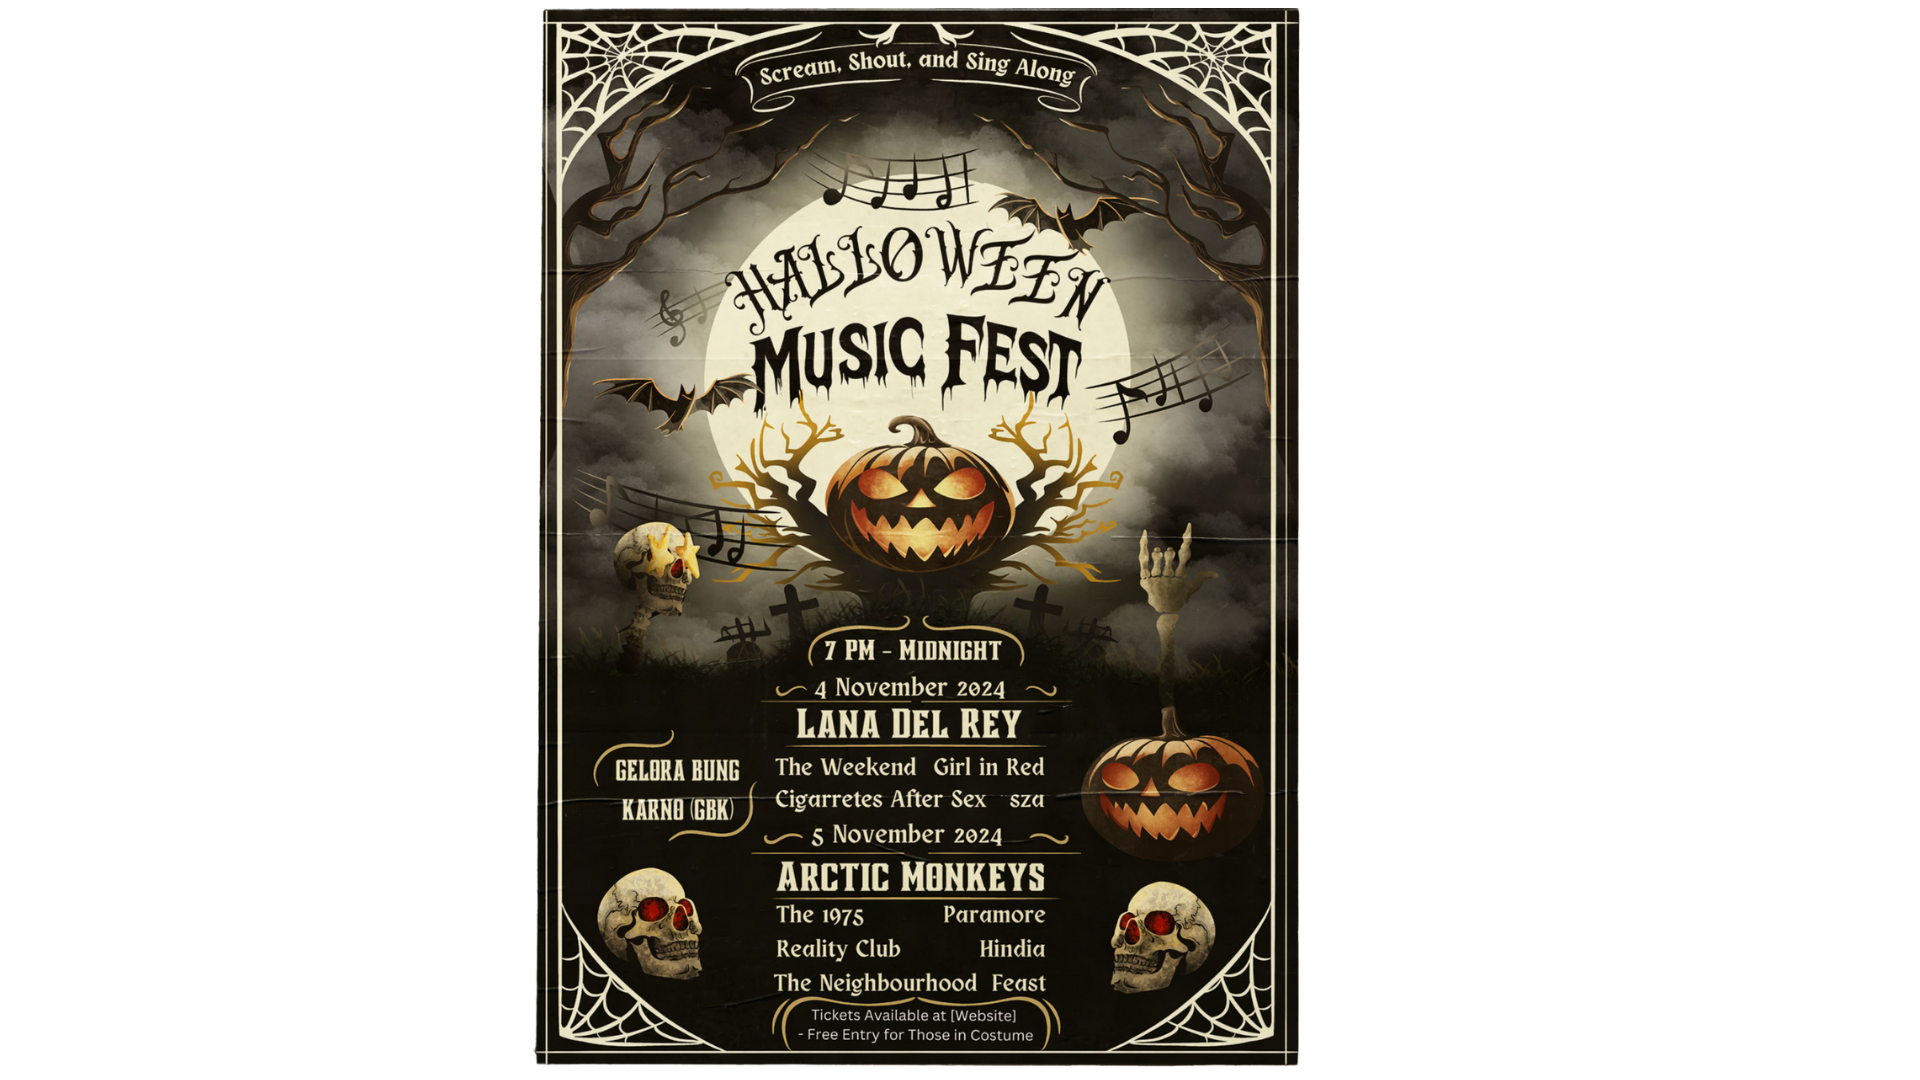 Scream, Shout, and Sing Along
HALLOWEEN
MUSIC FEST
7 PM - MIDNIGHT
4 November 2024
LANA DEL REY
The Weekend Girl in Red
Cigarretes After Sex sza
GELORA BUNG
KARNO (GBK)
5 November 2024
ARCTIC MONKEYS
The 1975 Paramore
Reality Club Hindia
The Neighbourhood Feast
Tickets Available at [Website]
- Free Entry for Those in Costume